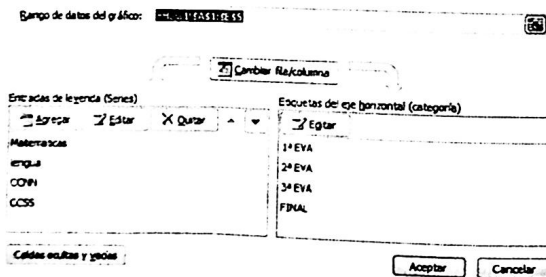 Rango de datos del gráfico:
Cambiar fila/columna
Entradas de leyenda (Series)
Agregar Editar Quitar
Matematicas
lengua
CCNN
CCSS
Etiquetas del eje horizontal (categoría)
Editar
1ª EVA
2ª EVA
3ª EVA
FINAL
Celdas ocultas y vacías
Aceptar Cancelar